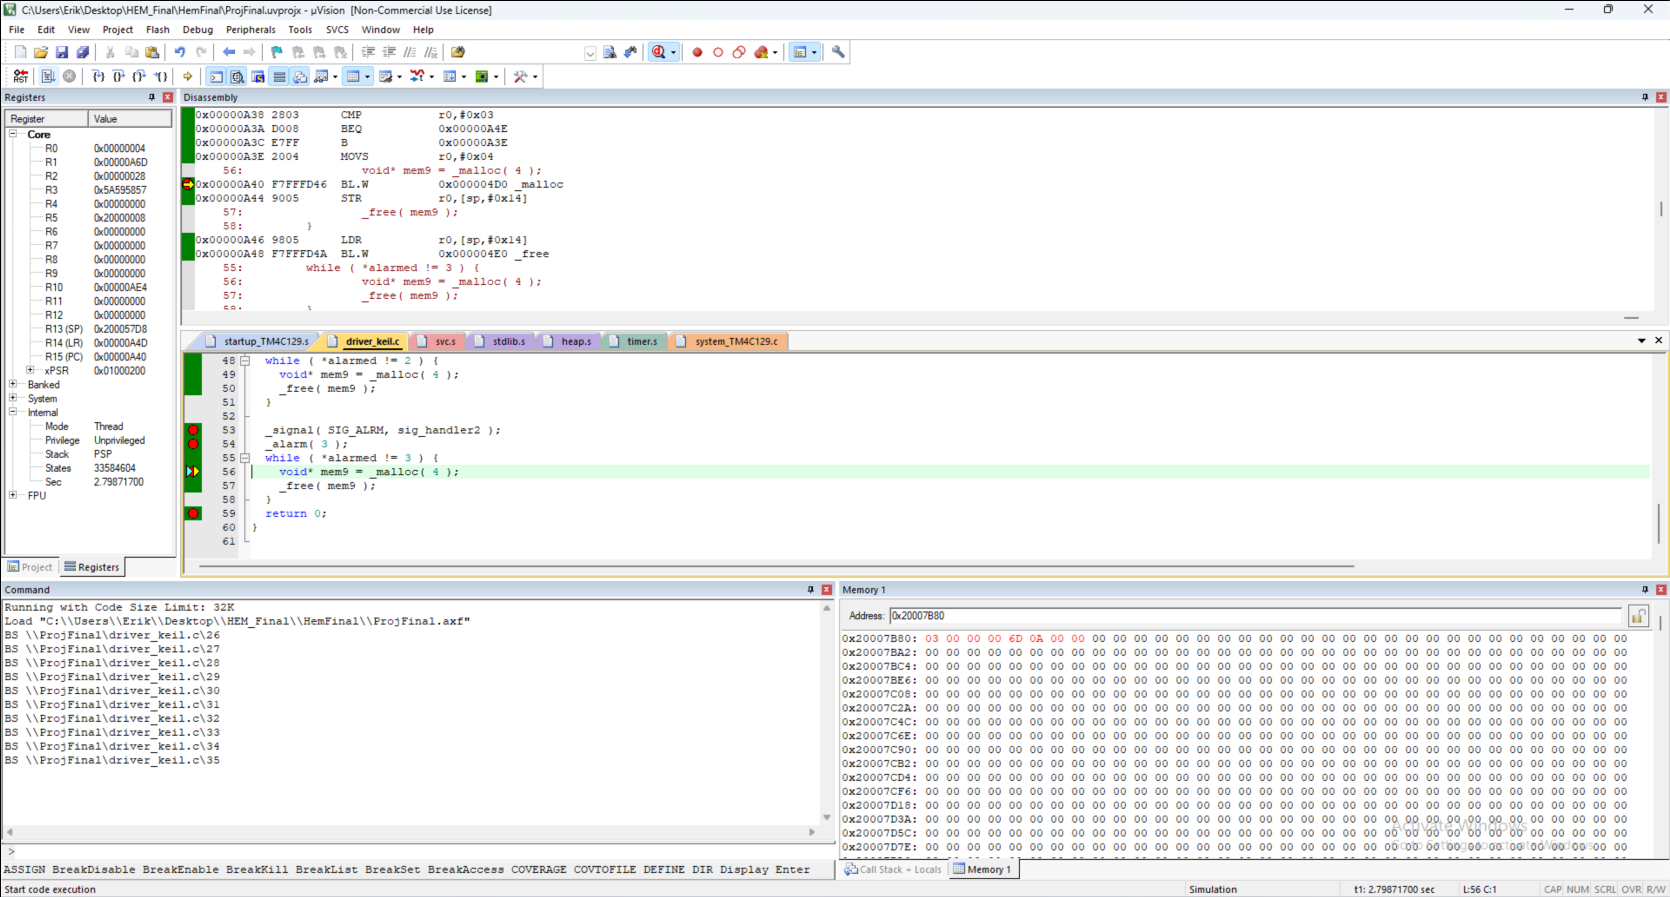 C:\Users\Erik\Desktop\HEM_Final\HemFinal\ProjFinal.uvprojx - µVision [Non-Commercial Use License]
File Edit View Project Flash Debug Peripherals Tools SVCS Window Help
RST
Registers
Register Value
Core
R0 0x00000004
R1 0x00000A6D
R2 0x00000028
R3 0x5A595857
R4 0x00000000
R5 0x20000008
R6 0x00000000
R7 0x00000000
R8 0x00000000
R9 0x00000000
R10 0x00000AE4
R11 0x00000000
R12 0x00000000
R13 (SP) 0x200057D8
R14 (LR) 0x00000A4D
R15 (PC) 0x00000A40
xPSR 0x01000200
Banked
System
Internal
Mode Thread
Privilege Unprivileged
Stack PSP
States 33584604
Sec 2.79871700
FPU
Project Registers
Disassembly
0x00000A38 2803 CMP r0,#0x03
0x00000A3A D008 BEQ 0x00000A4E
0x00000A3C E7FF B 0x00000A3E
0x00000A3E 2004 MOVS r0,#0x04
56: void* mem9 = _malloc( 4 );
0x00000A40 F7FFFD46 BL.W 0x000004D0 _malloc
0x00000A44 9005 STR r0,[sp,#0x14]
57: _free( mem9 );
58: }
0x00000A46 9805 LDR r0,[sp,#0x14]
0x00000A48 F7FFFD4A BL.W 0x000004E0 _free
55: while ( *alarmed != 3 ) {
56: void* mem9 = _malloc( 4 );
57: _free( mem9 );
58: }
startup_TM4C129.s driver_keil.c svc.s stdlib.s heap.s timer.s system_TM4C129.c
48 while ( *alarmed != 2 ) {
49 void* mem9 = _malloc( 4 );
50 _free( mem9 );
51 }
52
53 _signal( SIG_ALRM, sig_handler2 );
54 _alarm( 3 );
55 while ( *alarmed != 3 ) {
56 void* mem9 = _malloc( 4 );
57 _free( mem9 );
58 }
59 return 0;
60 }
61
Command
Running with Code Size Limit: 32K
Load "C:\\Users\\Erik\\Desktop\\HEM_Final\\HemFinal\\ProjFinal.axf"
BS \\ProjFinal\driver_keil.c\26
BS \\ProjFinal\driver_keil.c\27
BS \\ProjFinal\driver_keil.c\28
BS \\ProjFinal\driver_keil.c\29
BS \\ProjFinal\driver_keil.c\30
BS \\ProjFinal\driver_keil.c\31
BS \\ProjFinal\driver_keil.c\32
BS \\ProjFinal\driver_keil.c\33
BS \\ProjFinal\driver_keil.c\34
BS \\ProjFinal\driver_keil.c\35
>
ASSIGN BreakDisable BreakEnable BreakKill BreakList BreakSet BreakAccess COVERAGE COVTOFILE DEFINE DIR Display Enter
Memory 1
Address: 0x20007B80
0x20007B80: 03 00 00 00 6D 0A 00 00 00 00 00 00 00 00 00 00 00 00 00 00 00 00 00 00 00 00 00 00 00 00 00 00 00 00
0x20007BA2: 00 00 00 00 00 00 00 00 00 00 00 00 00 00 00 00 00 00 00 00 00 00 00 00 00 00 00 00 00 00 00 00 00 00
0x20007BC4: 00 00 00 00 00 00 00 00 00 00 00 00 00 00 00 00 00 00 00 00 00 00 00 00 00 00 00 00 00 00 00 00 00 00
0x20007BE6: 00 00 00 00 00 00 00 00 00 00 00 00 00 00 00 00 00 00 00 00 00 00 00 00 00 00 00 00 00 00 00 00 00 00
0x20007C08: 00 00 00 00 00 00 00 00 00 00 00 00 00 00 00 00 00 00 00 00 00 00 00 00 00 00 00 00 00 00 00 00 00 00
0x20007C2A: 00 00 00 00 00 00 00 00 00 00 00 00 00 00 00 00 00 00 00 00 00 00 00 00 00 00 00 00 00 00 00 00 00 00
0x20007C4C: 00 00 00 00 00 00 00 00 00 00 00 00 00 00 00 00 00 00 00 00 00 00 00 00 00 00 00 00 00 00 00 00 00 00
0x20007C6E: 00 00 00 00 00 00 00 00 00 00 00 00 00 00 00 00 00 00 00 00 00 00 00 00 00 00 00 00 00 00 00 00 00 00
0x20007C90: 00 00 00 00 00 00 00 00 00 00 00 00 00 00 00 00 00 00 00 00 00 00 00 00 00 00 00 00 00 00 00 00 00 00
0x20007CB2: 00 00 00 00 00 00 00 00 00 00 00 00 00 00 00 00 00 00 00 00 00 00 00 00 00 00 00 00 00 00 00 00 00 00
0x20007CD4: 00 00 00 00 00 00 00 00 00 00 00 00 00 00 00 00 00 00 00 00 00 00 00 00 00 00 00 00 00 00 00 00 00 00
0x20007CF6: 00 00 00 00 00 00 00 00 00 00 00 00 00 00 00 00 00 00 00 00 00 00 00 00 00 00 00 00 00 00 00 00 00 00
0x20007D18: 00 00 00 00 00 00 00 00 00 00 00 00 00 00 00 00 00 00 00 00 00 00 00 00 00 00 00 00 00 00 00 00 00 00
0x20007D3A: 00 00 00 00 00 00 00 00 00 00 00 00 00 00 00 00 00 00 00 00 00 00 00 00 00 00 00 00 00 00 00 00 00 00
0x20007D5C: 00 00 00 00 00 00 00 00 00 00 00 00 00 00 00 00 00 00 00 00 00 00 00 00 00 00 00 00 00 00 00 00 00 00
0x20007D7E: 00 00 00 00 00 00 00 00 00 00 00 00 00 00 00 00 00 00 00 00 00 00 00 00 00 00 00 00 00 00 00 00 00 00
Activate Windows
Go to Settings to activate Windows.
Call Stack + Locals Memory 1
Start code execution Simulation t1: 2.79871700 sec L:56 C:1 CAP NUM SCRL OVR R/W